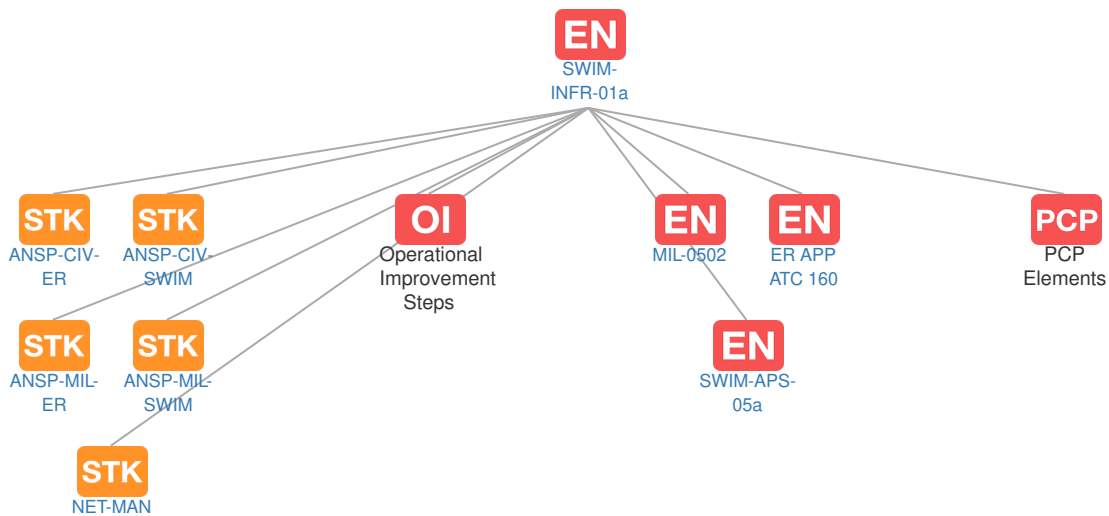 EN
SWIM-
INFR-01a
STK
ANSP-CIV-
ER
STK
ANSP-CIV-
SWIM
OI
Operational
Improvement
Steps
EN
MIL-0502
EN
ER APP
ATC 160
PCP
PCP
Elements
STK
ANSP-MIL-
ER
STK
ANSP-MIL-
SWIM
EN
SWIM-APS-
05a
STK
NET-MAN